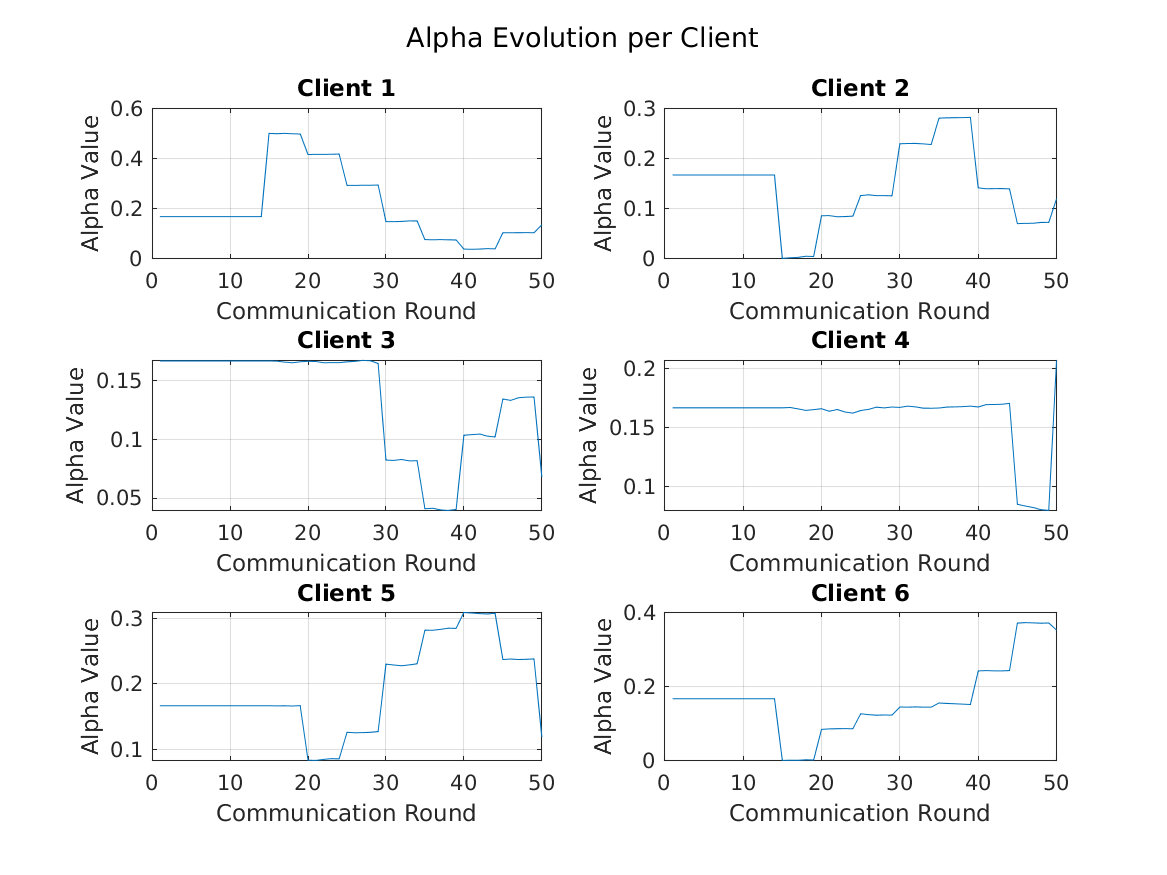 Alpha Evolution per Client
Client 1
Alpha Value
0.6
0.4
0.2
0
0 10 20 30 40 50
Communication Round
Client 2
Alpha Value
0.3
0.2
0.1
0
0 10 20 30 40 50
Communication Round
Client 3
Alpha Value
0.15
0.1
0.05
0 10 20 30 40 50
Communication Round
Client 4
Alpha Value
0.2
0.15
0.1
0 10 20 30 40 50
Communication Round
Client 5
Alpha Value
0.3
0.2
0.1
0 10 20 30 40 50
Communication Round
Client 6
Alpha Value
0.4
0.2
0
0 10 20 30 40 50
Communication Round